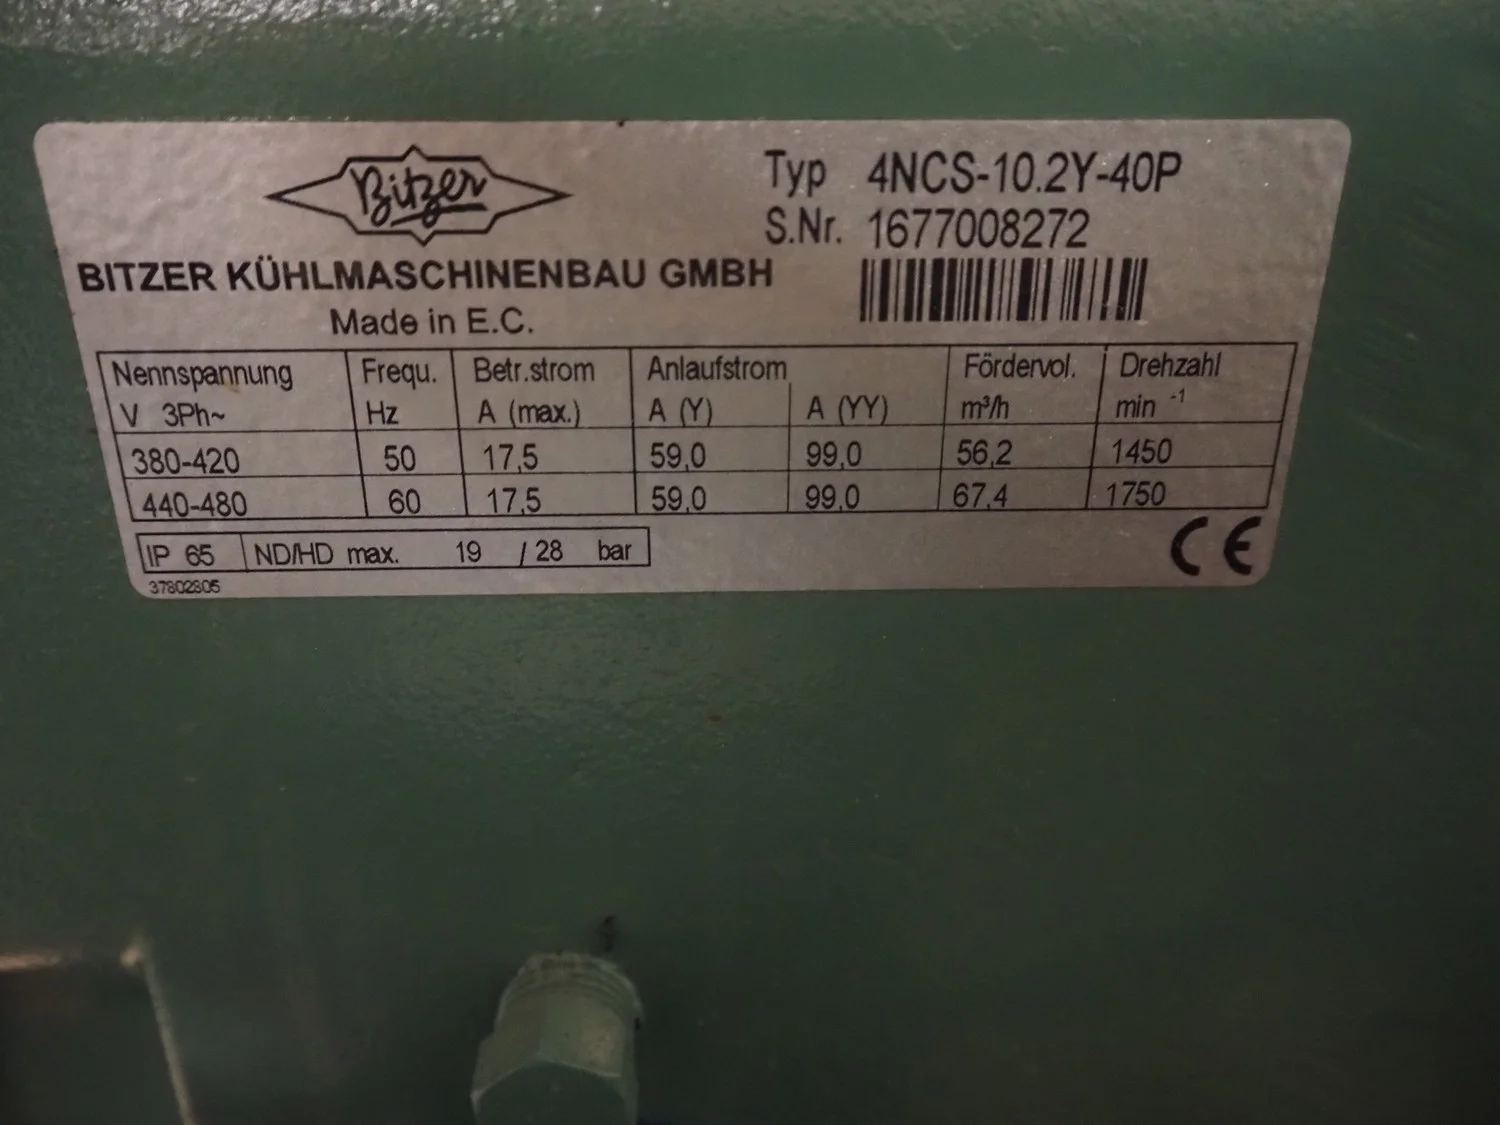 Bitzer
BITZER KÜHLMASCHINENBAU GMBH
Made in E.C.
Typ 4NCS-10.2Y-40P
S.Nr. 1677008272
Nennspannung Frequ. Betr.strom Anlaufstrom Fördervol. Drehzahl
V 3Ph~ Hz A (max.) A (Y) A (YY) m³/h min -1
380-420 50 17,5 59,0 99,0 56,2 1450
440-480 60 17,5 59,0 99,0 67,4 1750
IP 65 ND/HD max. 19 / 28 bar
CE
37802805